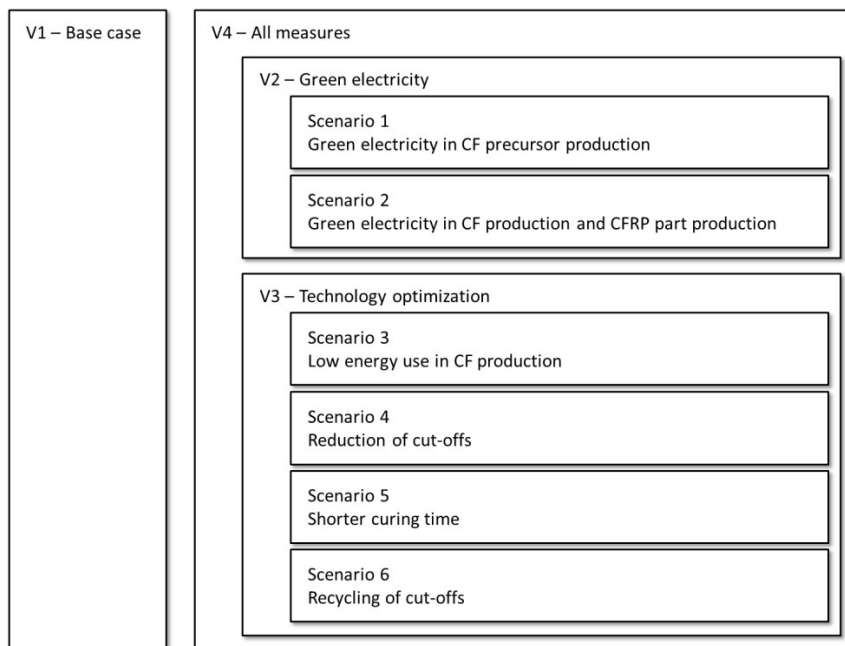 V1 – Base case
V4 – All measures
V2 – Green electricity
Scenario 1
Green electricity in CF precursor production
Scenario 2
Green electricity in CF production and CFRP part production
V3 – Technology optimization
Scenario 3
Low energy use in CF production
Scenario 4
Reduction of cut-offs
Scenario 5
Shorter curing time
Scenario 6
Recycling of cut-offs